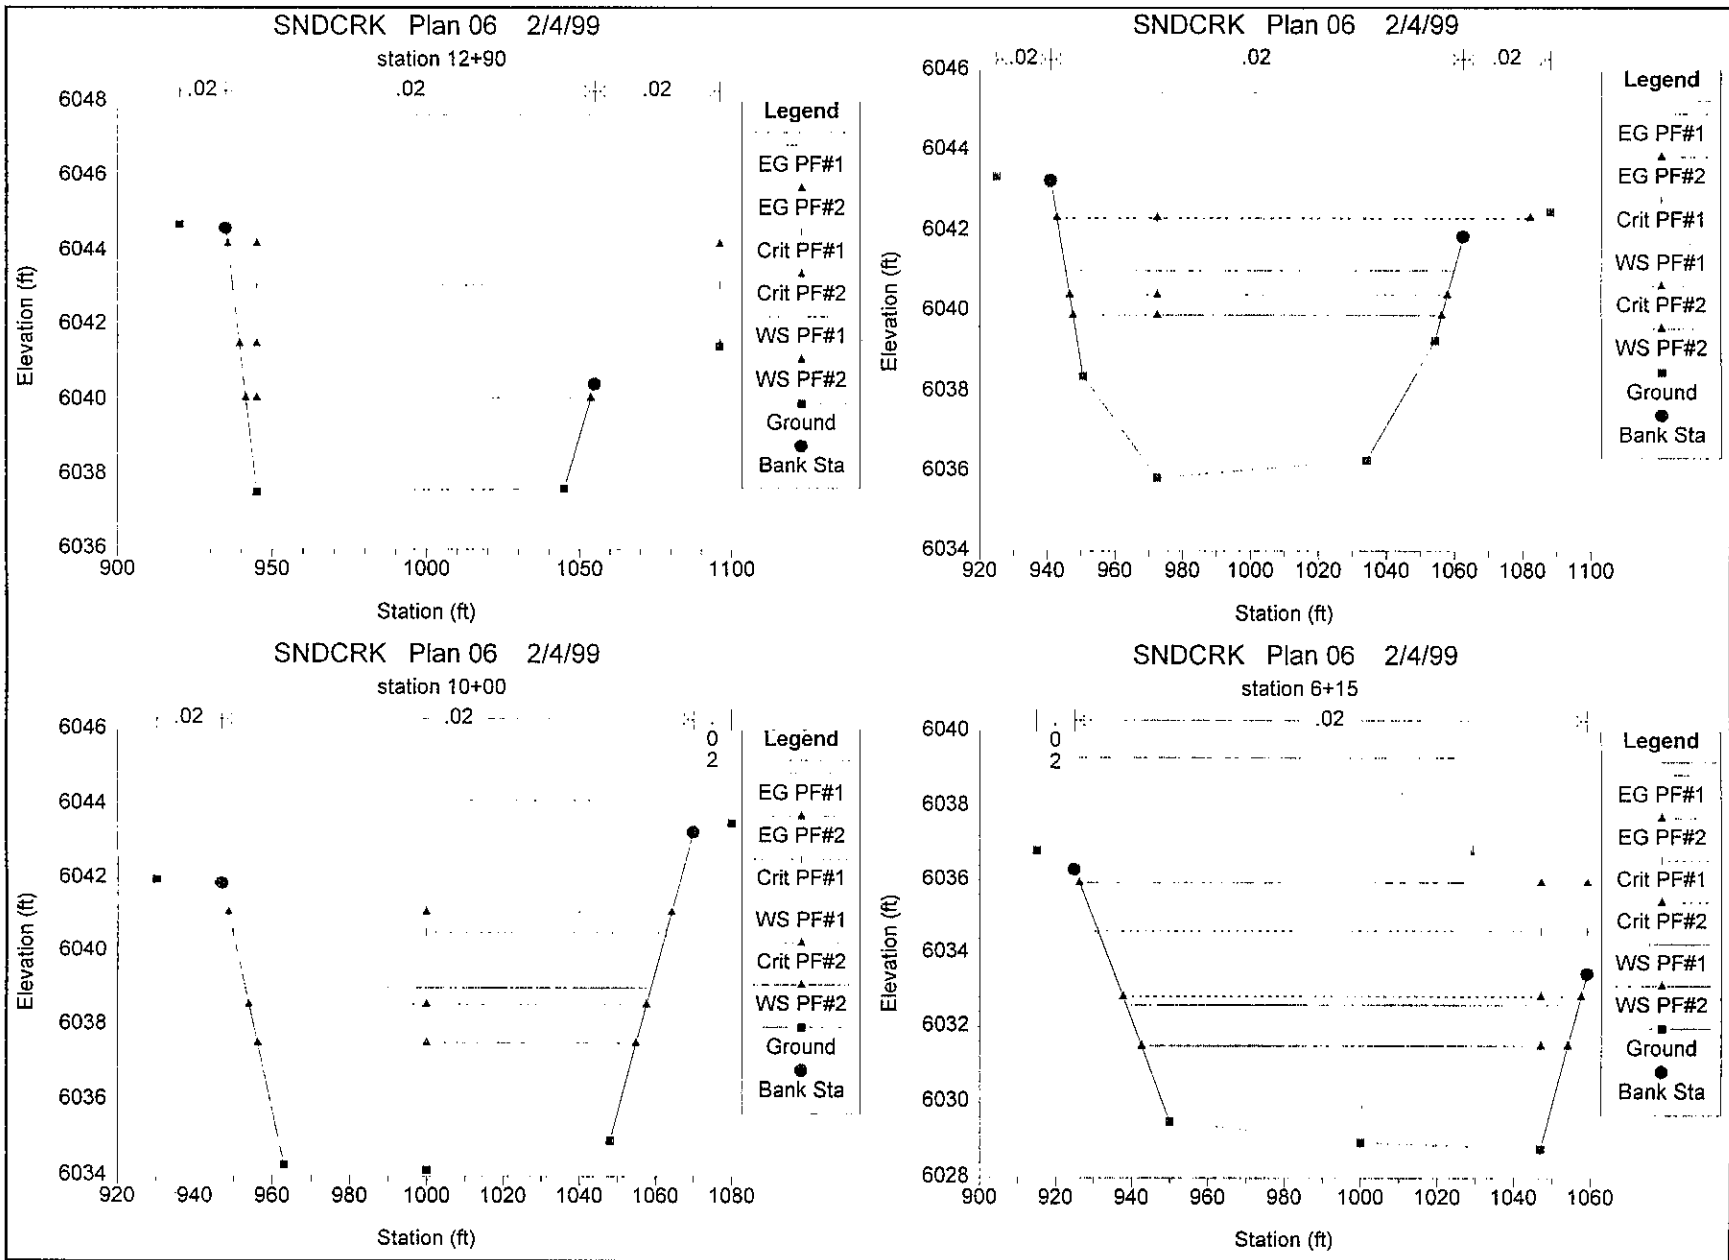 SNDCRK Plan 06 2/4/99
station 12+90
.02 .02 .02
6048
6046
6044
6042
6040
6038
6036
Elevation (ft)
900 950 1000 1050 1100
Station (ft)
Legend
EG PF#1
EG PF#2
Crit PF#1
Crit PF#2
WS PF#1
WS PF#2
Ground
Bank Sta
SNDCRK Plan 06 2/4/99
.02 .02 .02
6046
6044
6042
6040
6038
6036
6034
Elevation (ft)
920 940 960 980 1000 1020 1040 1060 1080 1100
Station (ft)
Legend
EG PF#1
EG PF#2
Crit PF#1
WS PF#1
Crit PF#2
WS PF#2
Ground
Bank Sta
SNDCRK Plan 06 2/4/99
station 10+00
.02 .02 .
0
2
6046
6044
6042
6040
6038
6036
6034
Elevation (ft)
920 940 960 980 1000 1020 1040 1060 1080
Station (ft)
Legend
EG PF#1
EG PF#2
Crit PF#1
WS PF#1
Crit PF#2
WS PF#2
Ground
Bank Sta
SNDCRK Plan 06 2/4/99
station 6+15
. .02
0
2
6040
6038
6036
6034
6032
6030
6028
Elevation (ft)
900 920 940 960 980 1000 1020 1040 1060
Station (ft)
Legend
EG PF#1
EG PF#2
Crit PF#1
Crit PF#2
WS PF#1
WS PF#2
Ground
Bank Sta